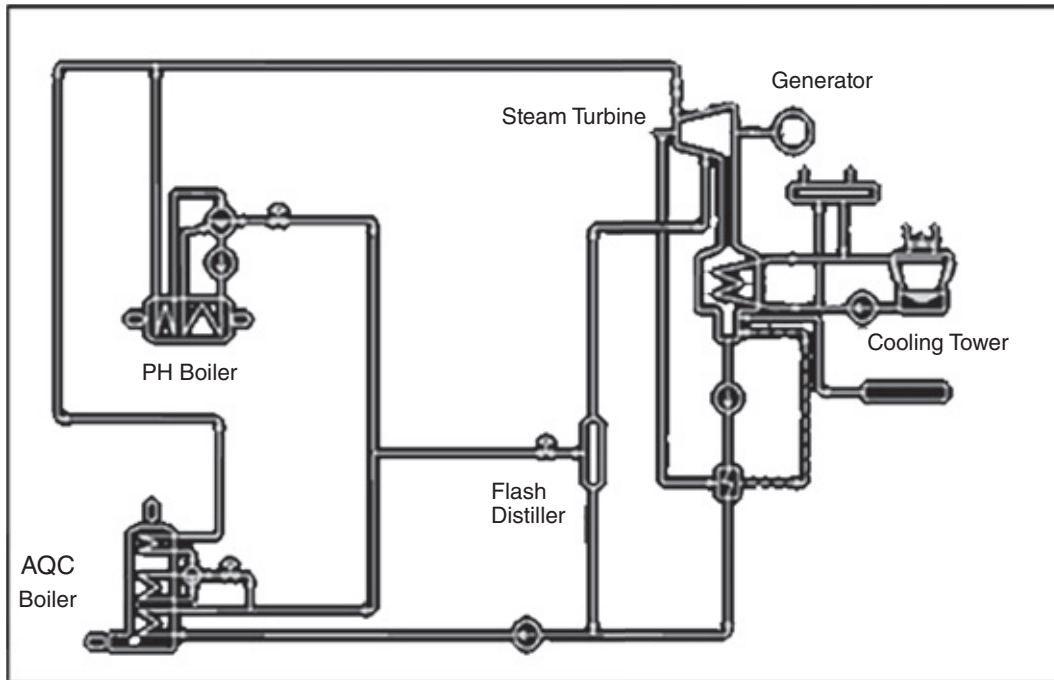 Generator
Steam Turbine
Cooling Tower
PH Boiler
Flash
Distiller
AQC
Boiler